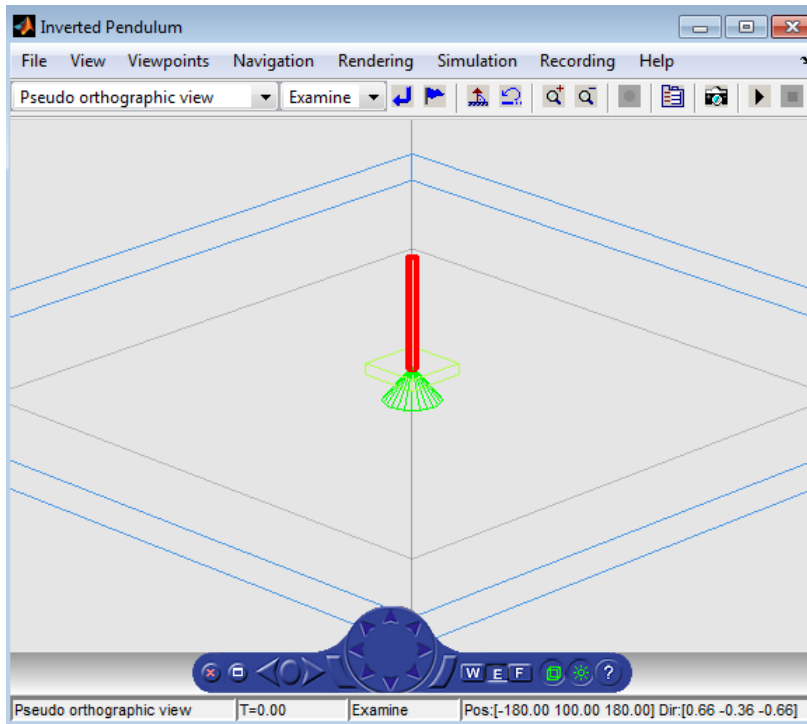 Inverted Pendulum
File View Viewpoints Navigation Rendering Simulation Recording Help
Pseudo orthographic view Examine
W E F ?
Pseudo orthographic view T=0.00 Examine Pos:[-180.00 100.00 180.00] Dir:[0.66 -0.36 -0.66]